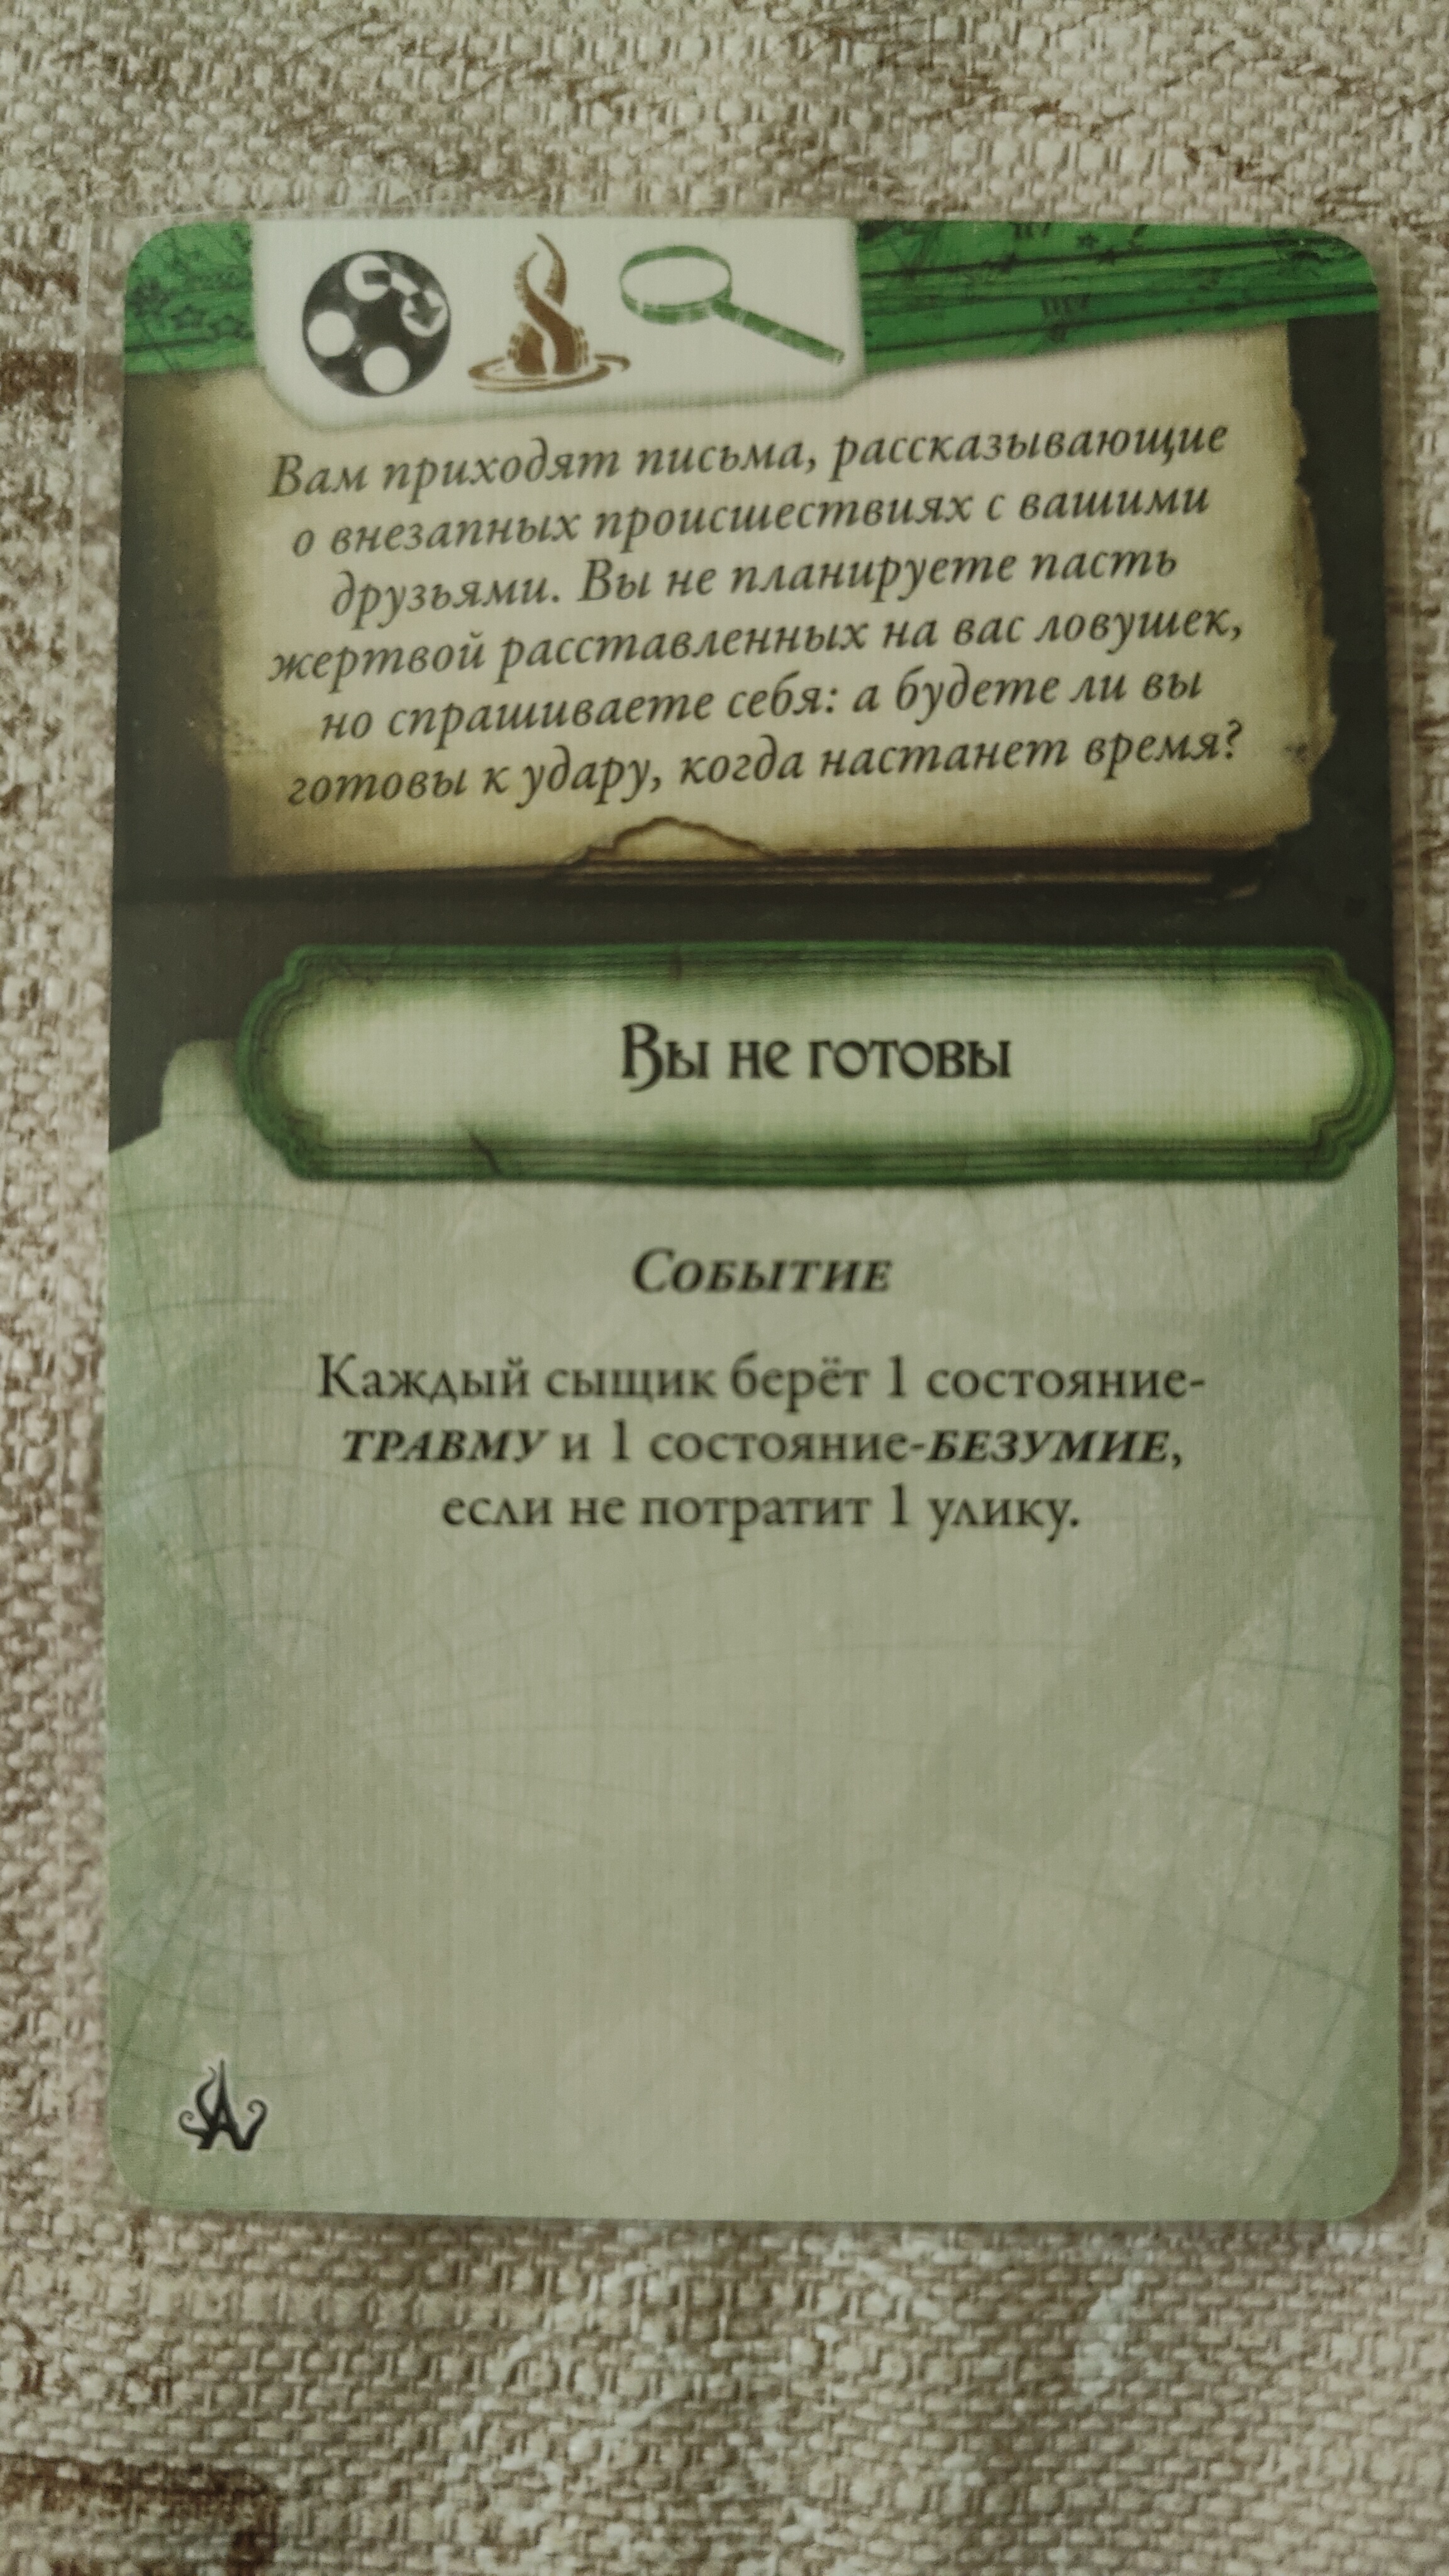 Вам приходят письма, рассказывающие
о внезапных происшествиях с вашими
друзьями. Вы не планируете пасть
жертвой расставленных на вас ловушек,
но спрашиваете себя: а будете ли вы
готовы к удару, когда настанет время?
Вы не готовы
Событие
Каждый сыщик берёт 1 состояние-
ТРАВМУ и 1 состояние-БЕЗУМИЕ,
если не потратит 1 улику.